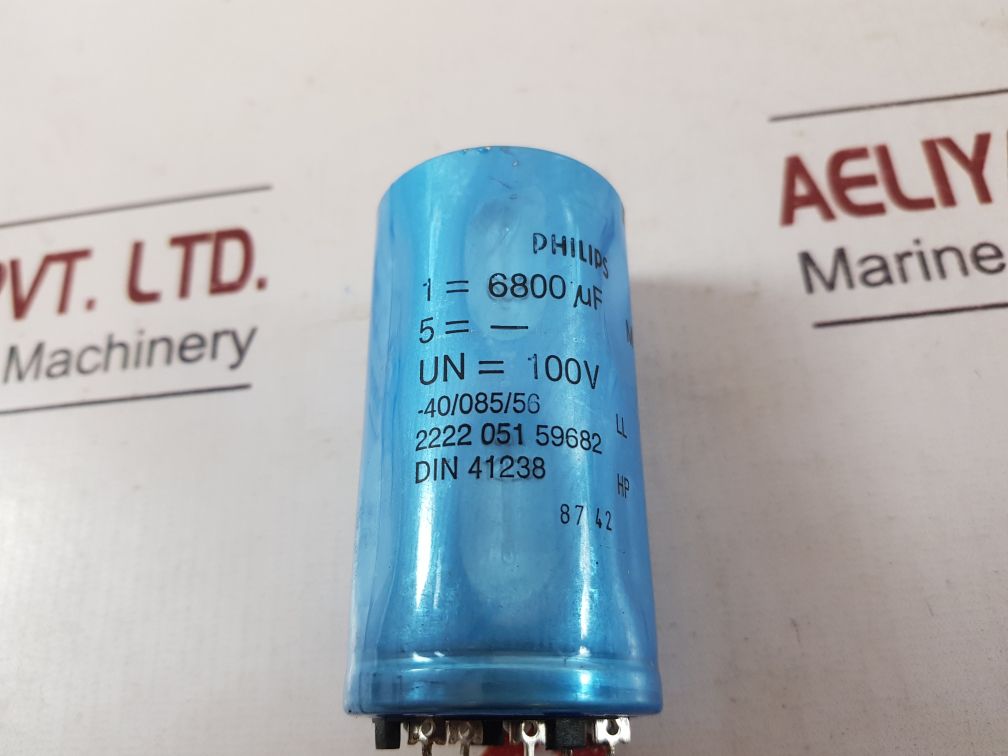 PVT. LTD.
Machinery
AELIY
Marine
PHILIPS
1 = 6800 µF
5 = —
UN = 100V
-40/085/56
2222 051 59682
DIN 41238
LL
HP
87 42